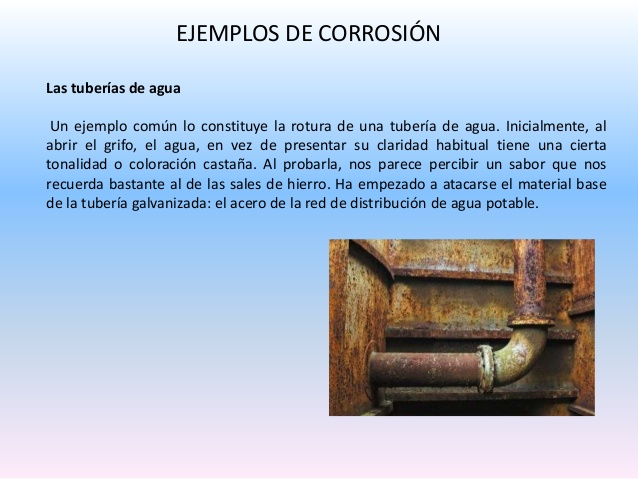 EJEMPLOS DE CORROSIÓN
Las tuberías de agua
Un ejemplo común lo constituye la rotura de una tubería de agua. Inicialmente, al
abrir el grifo, el agua, en vez de presentar su claridad habitual tiene una cierta
tonalidad o coloración castaña. Al probarla, nos parece percibir un sabor que nos
recuerda bastante al de las sales de hierro. Ha empezado a atacarse el material base
de la tubería galvanizada: el acero de la red de distribución de agua potable.